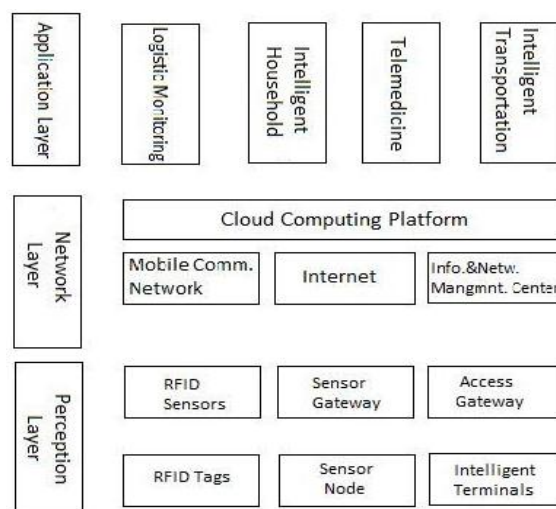 Application Layer
Logistic Monitoring
Intelligent
Household
Telemedicine
Intelligent
Transportation
Network
Layer
Cloud Computing Platform
Mobile Comm.
Network
Internet
Info.&Netw.
Mangmnt. Center
Perception
Layer
RFID
Sensors
Sensor
Gateway
Access
Gateway
RFID Tags
Sensor
Node
Intelligent
Terminals